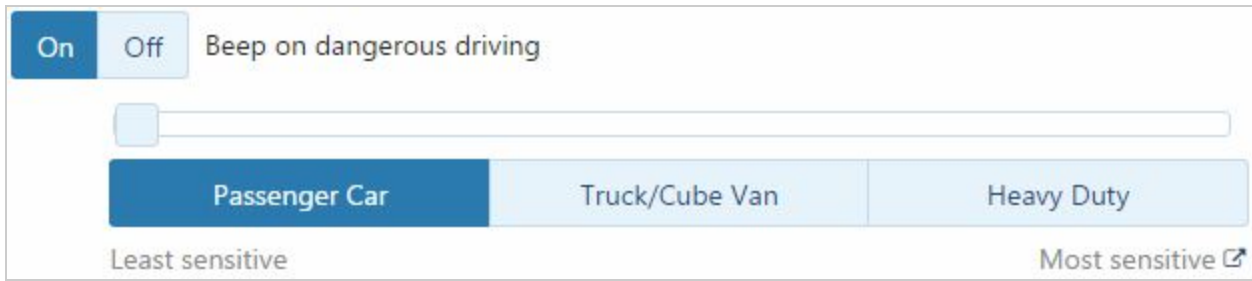 On Off Beep on dangerous driving
Passenger Car Truck/Cube Van Heavy Duty
Least sensitive Most sensitive